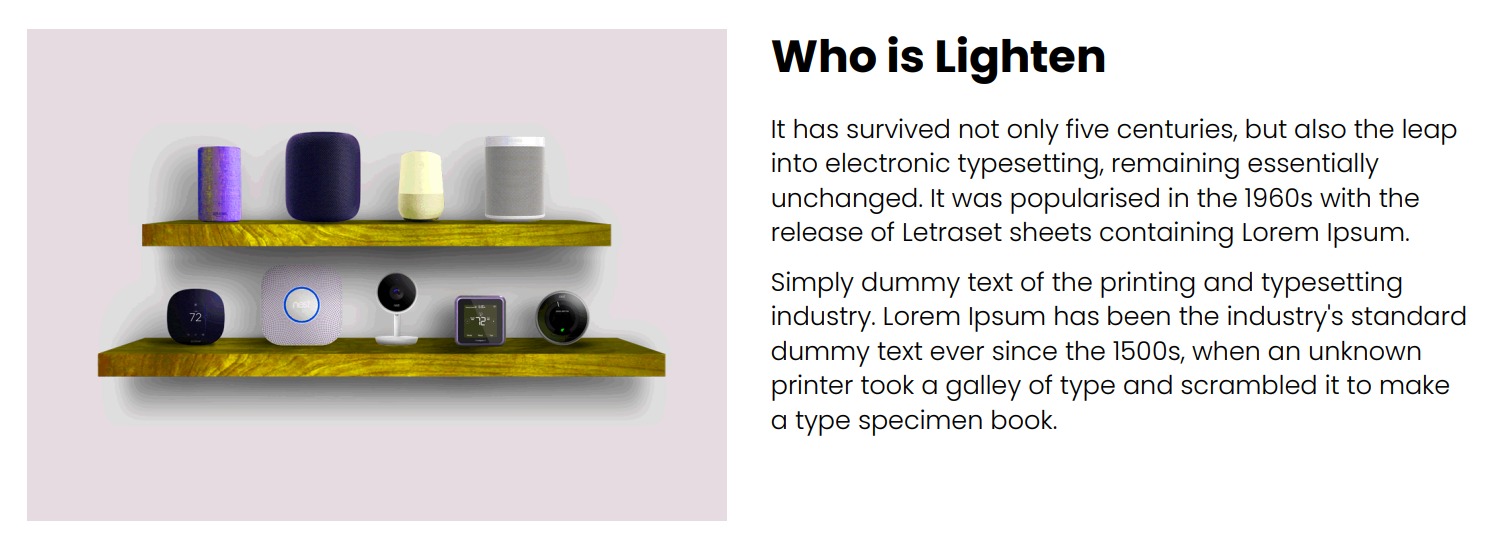 Who is Lighten
It has survived not only five centuries, but also the leap
into electronic typesetting, remaining essentially
unchanged. It was popularised in the 1960s with the
release of Letraset sheets containing Lorem Ipsum.
Simply dummy text of the printing and typesetting
industry. Lorem Ipsum has been the industry's standard
dummy text ever since the 1500s, when an unknown
printer took a galley of type and scrambled it to make
a type specimen book.
72
nest
72